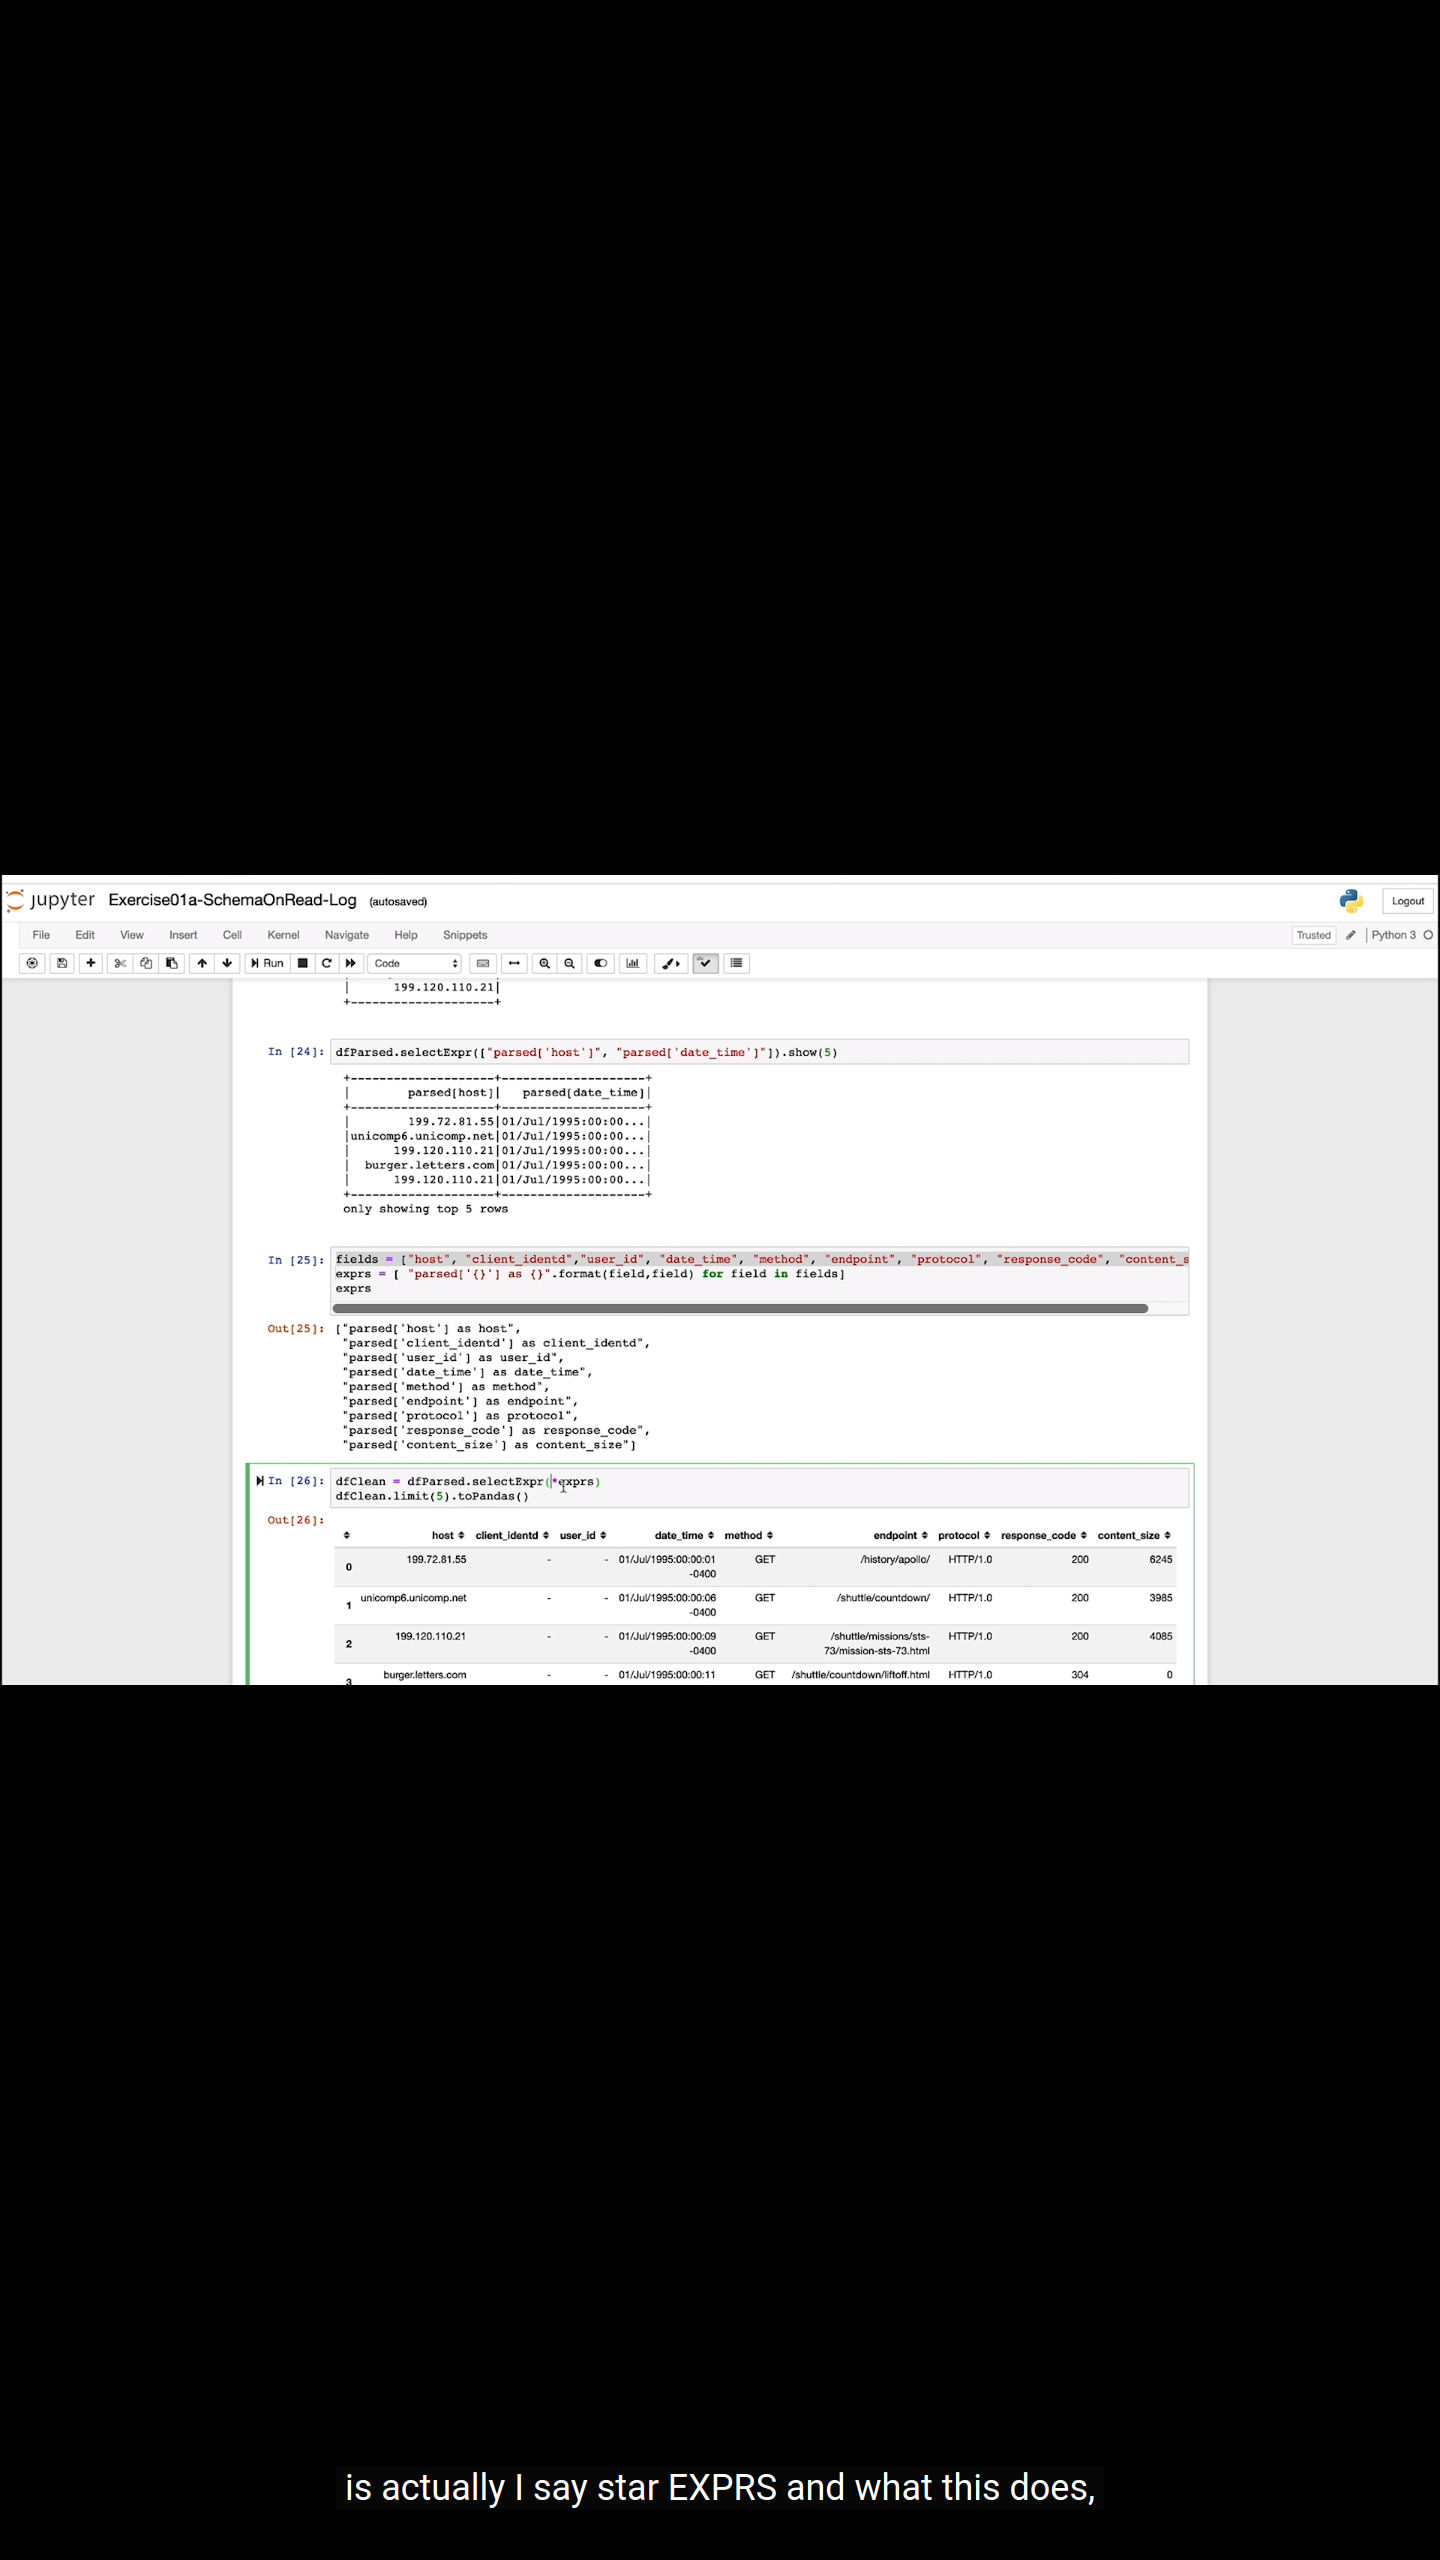 jupyter Exercise01a-SchemaOnRead-Log (autosaved) Logout
File Edit View Insert Cell Kernel Navigate Help Snippets Trusted Python 3
Run Code
| 199.120.110.21|
+--------------------+
In [24]: dfParsed.selectExpr(["parsed['host']", "parsed['date_time']"]).show(5)
+--------------------+--------------------+
| parsed[host]| parsed[date_time]|
+--------------------+--------------------+
| 199.72.81.55|01/Jul/1995:00:00...|
|unicomp6.unicomp.net|01/Jul/1995:00:00...|
| 199.120.110.21|01/Jul/1995:00:00...|
| burger.letters.com|01/Jul/1995:00:00...|
| 199.120.110.21|01/Jul/1995:00:00...|
+--------------------+--------------------+
only showing top 5 rows
In [25]: fields = ["host", "client_identd","user_id", "date_time", "method", "endpoint", "protocol", "response_code", "content_s
exprs = [ "parsed['{}'] as {}".format(field,field) for field in fields]
exprs
Out[25]: ["parsed['host'] as host",
"parsed['client_identd'] as client_identd",
"parsed['user_id'] as user_id",
"parsed['date_time'] as date_time",
"parsed['method'] as method",
"parsed['endpoint'] as endpoint",
"parsed['protocol'] as protocol",
"parsed['response_code'] as response_code",
"parsed['content_size'] as content_size"]
In [26]: dfClean = dfParsed.selectExpr(*exprs)
dfClean.limit(5).toPandas()
Out[26]:
host client_identd user_id date_time method endpoint protocol response_code content_size
0 199.72.81.55 - - 01/Jul/1995:00:00:01 GET /history/apollo/ HTTP/1.0 200 6245
-0400
1 unicomp6.unicomp.net - - 01/Jul/1995:00:00:06 GET /shuttle/countdown/ HTTP/1.0 200 3985
-0400
2 199.120.110.21 - - 01/Jul/1995:00:00:09 GET /shuttle/missions/sts- HTTP/1.0 200 4085
-0400 73/mission-sts-73.html
3 burger.letters.com - - 01/Jul/1995:00:00:11 GET /shuttle/countdown/liftoff.html HTTP/1.0 304 0
is actually I say star EXPRS and what this does,